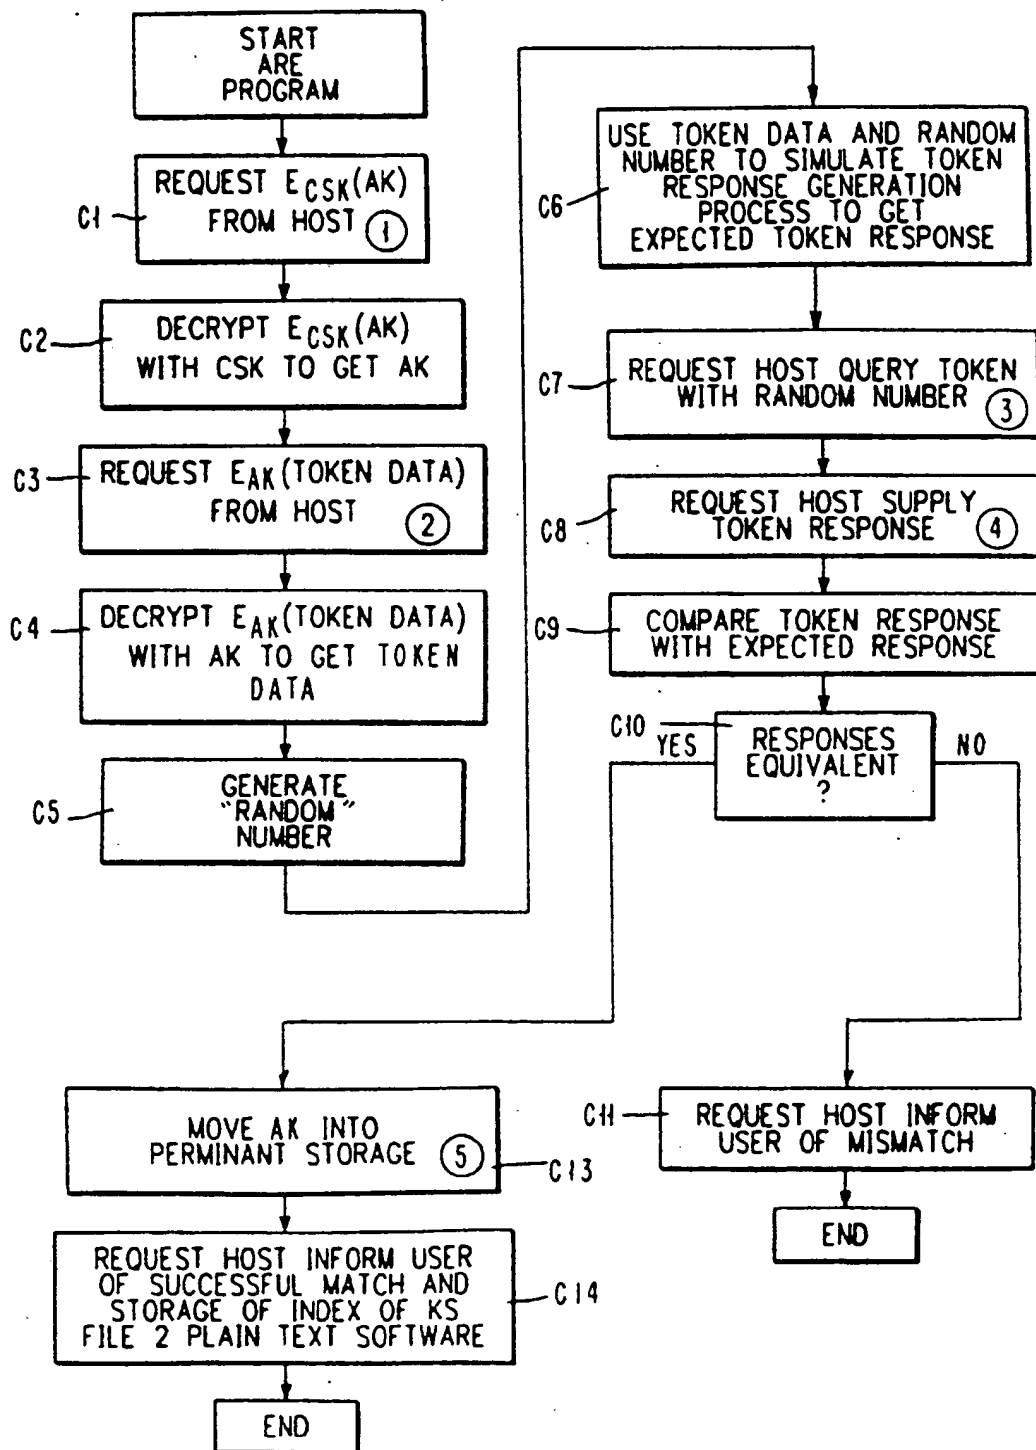 START
ARE
PROGRAM
C1
REQUEST ECSK(AK)
FROM HOST 1
C2
DECRYPT ECSK(AK)
WITH CSK TO GET AK
C3
REQUEST EAK(TOKEN DATA)
FROM HOST 2
C4
DECRYPT EAK(TOKEN DATA)
WITH AK TO GET TOKEN
DATA
C5
GENERATE
"RANDOM"
NUMBER
C6
USE TOKEN DATA AND RANDOM
NUMBER TO SIMULATE TOKEN
RESPONSE GENERATION
PROCESS TO GET
EXPECTED TOKEN RESPONSE
C7
REQUEST HOST QUERY TOKEN
WITH RANDOM NUMBER 3
C8
REQUEST HOST SUPPLY
TOKEN RESPONSE 4
C9
COMPARE TOKEN RESPONSE
WITH EXPECTED RESPONSE
C10
YES
RESPONSES
EQUIVALENT
?
NO
C11
REQUEST HOST INFORM
USER OF MISMATCH
END
MOVE AK INTO
PERMINANT STORAGE 5
C13
REQUEST HOST INFORM USER
OF SUCCESSFUL MATCH AND
STORAGE OF INDEX OF KS
FILE 2 PLAIN TEXT SOFTWARE
C14
END